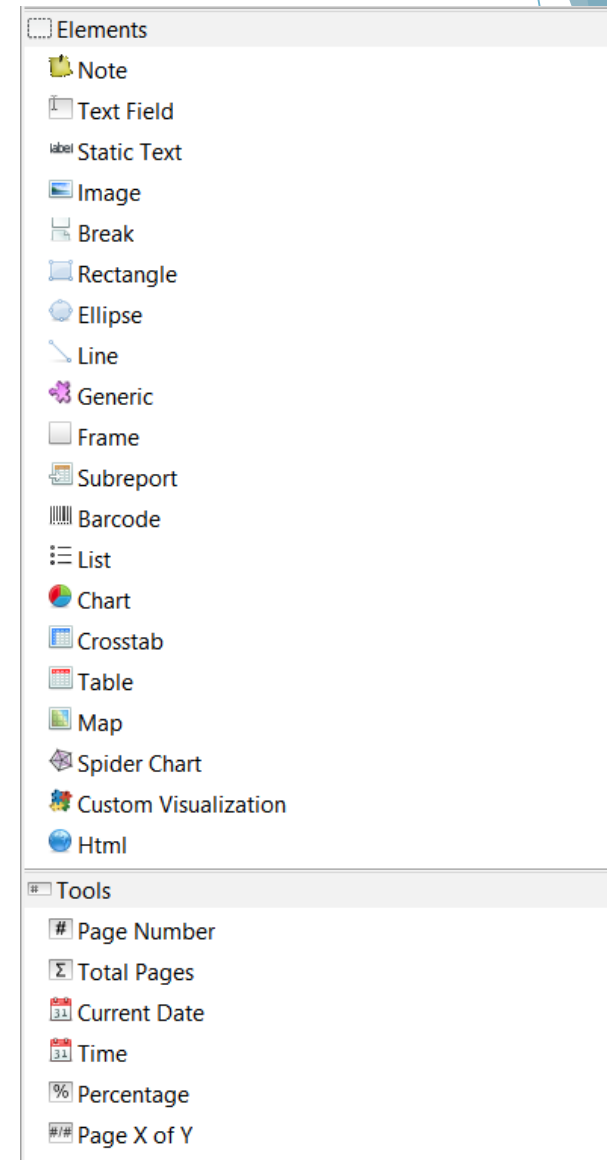 Elements
Note
Text Field
label Static Text
Image
Break
Rectangle
Ellipse
Line
Generic
Frame
Subreport
Barcode
List
Chart
Crosstab
Table
Map
Spider Chart
Custom Visualization
Html
# Tools
# Page Number
Σ Total Pages
31 Current Date
31 Time
% Percentage
#/# Page X of Y